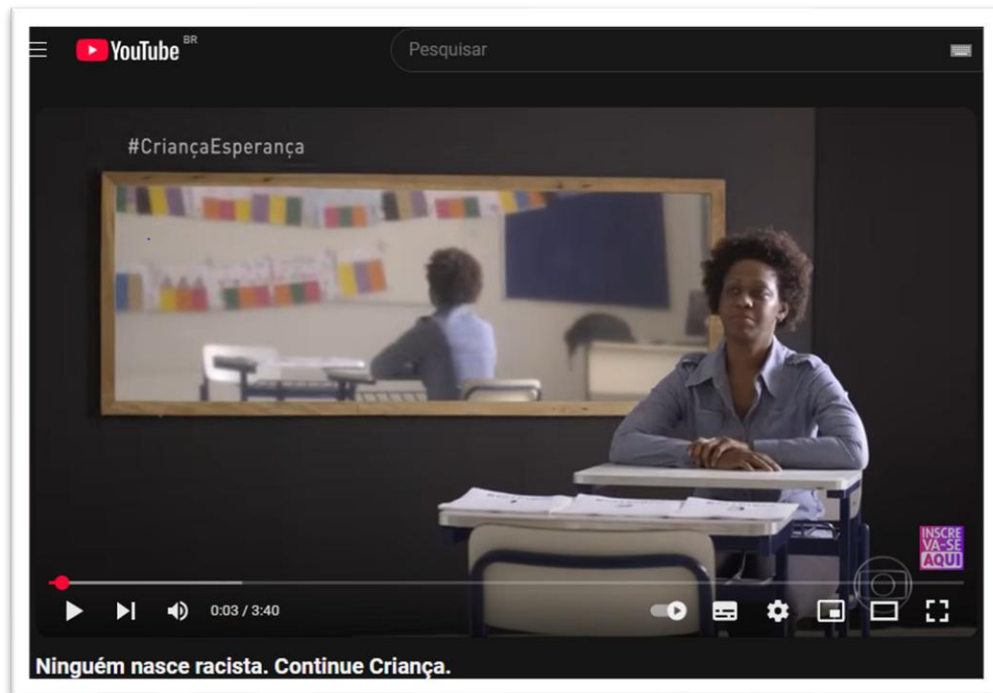 YouTube BR
Pesquisar
#CriançaEsperança
INSCRE
VA-SE
AQUI
0:03 / 3:40
Ninguém nasce racista. Continue Criança.